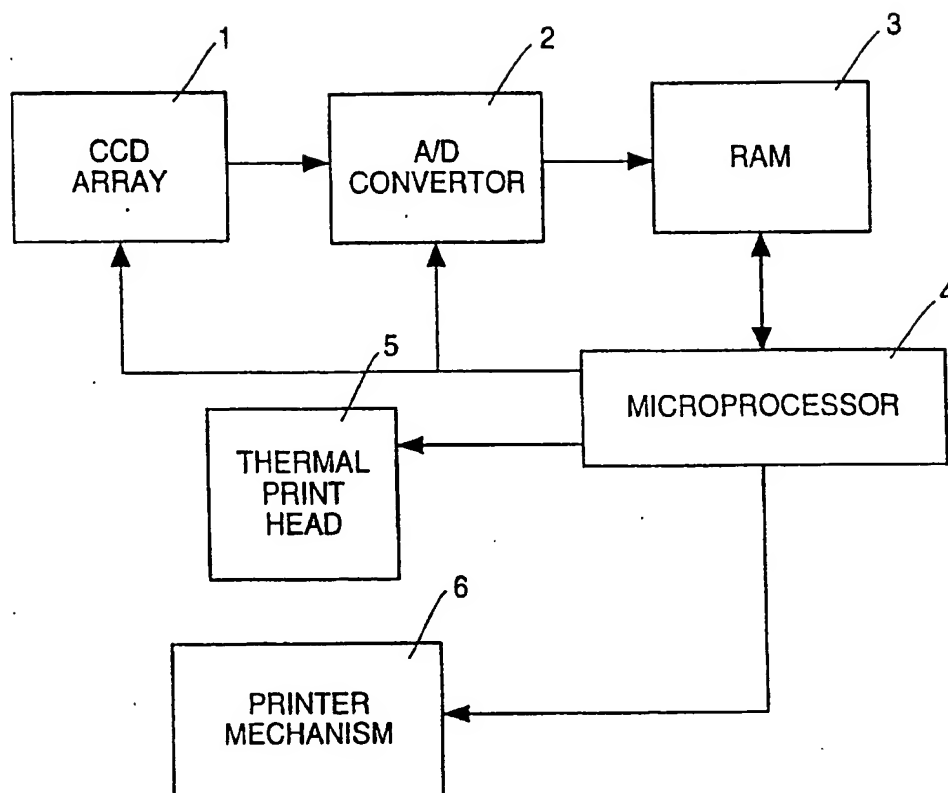 1
CCD
ARRAY
2
A/D
CONVERTOR
3
RAM
4
MICROPROCESSOR
5
THERMAL
PRINT
HEAD
6
PRINTER
MECHANISM